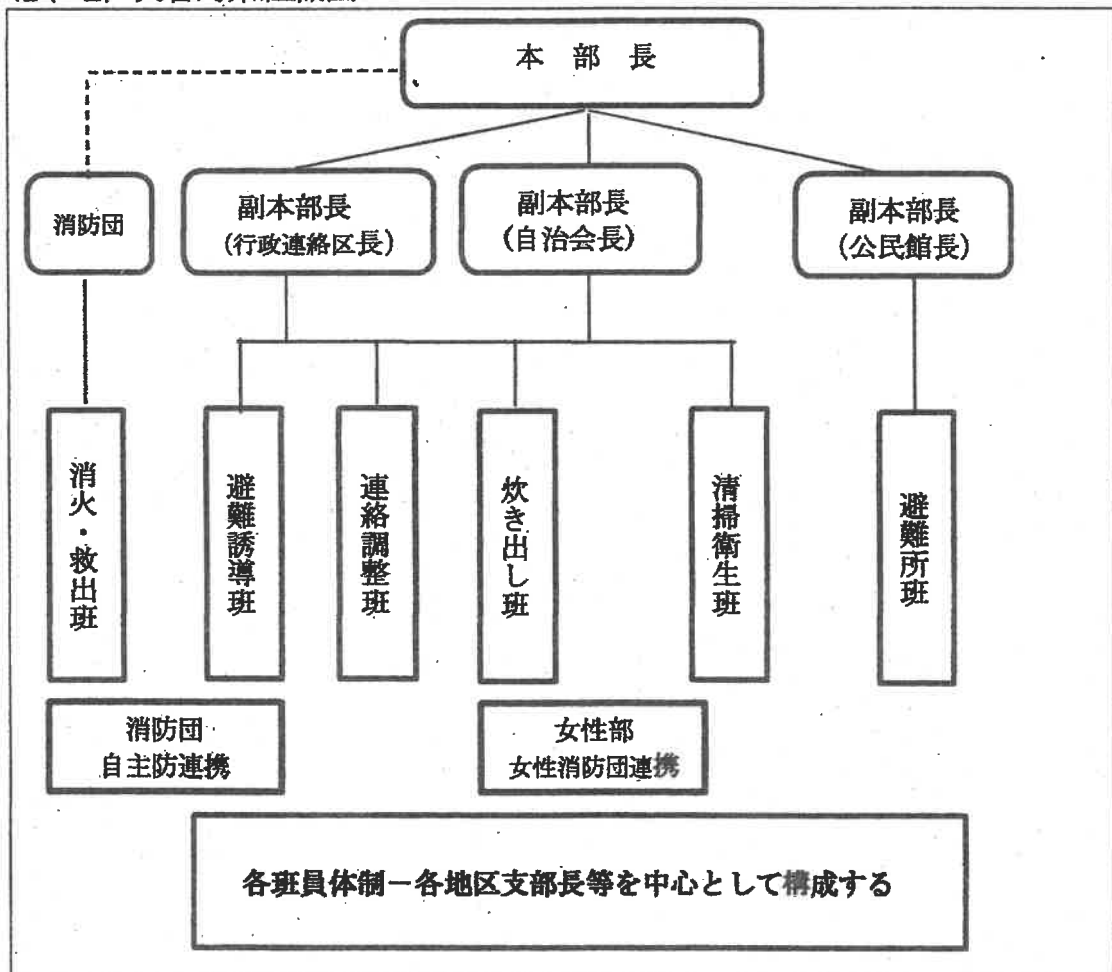 本部長
消防団
副本部長
(行政連絡区長)
副本部長
(自治会長)
副本部長
(公民館長)
消火・救出班
避難誘導班
連絡調整班
炊き出し班
清掃衛生班
避難所班
消防団
自主防連携
女性部
女性消防団連携
各班員体制－各地区支部長等を中心として構成する